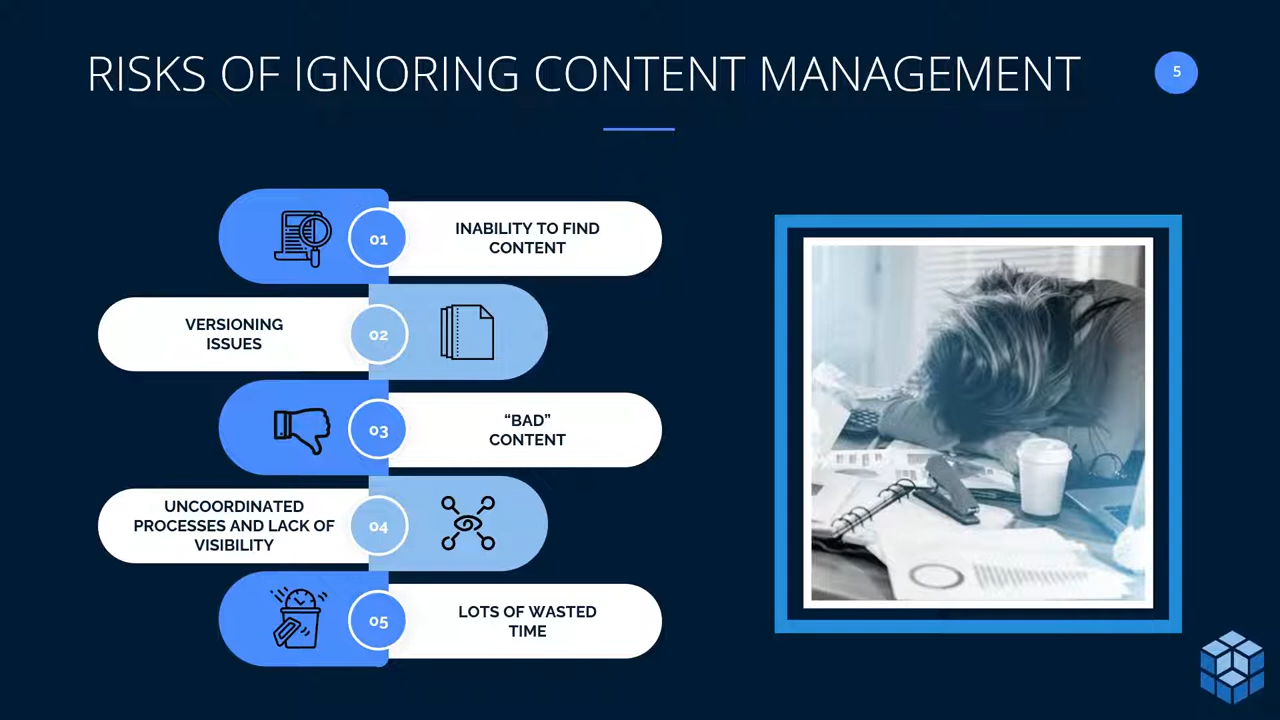 RISKS OF IGNORING CONTENT MANAGEMENT
5
01
INABILITY TO FIND
CONTENT
VERSIONING
ISSUES
02
03
“BAD”
CONTENT
UNCOORDINATED
PROCESSES AND LACK OF
VISIBILITY
04
05
LOTS OF WASTED
TIME